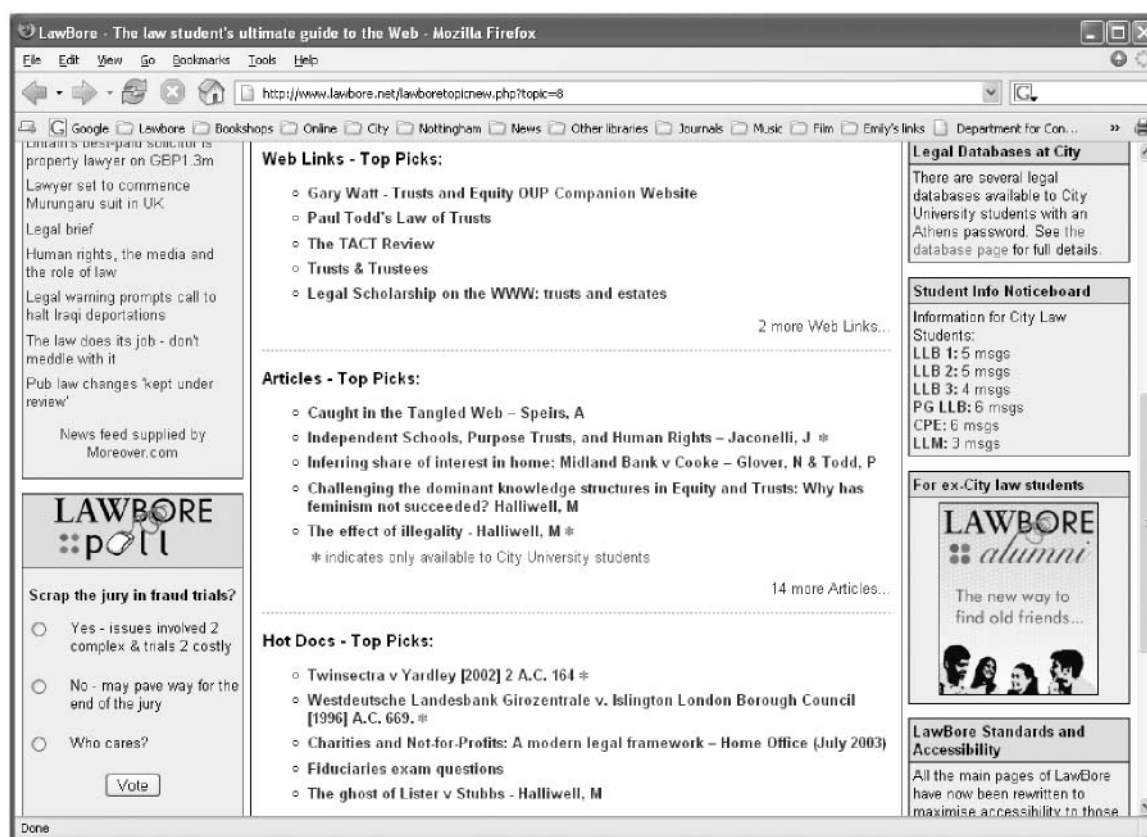 LawBore - The law student's ultimate guide to the Web - Mozilla Firefox
File Edit View Go Bookmarks Tools Help
http://www.lawbore.net/lawboretopicnew.php?topic=8
G
Google Lawbore Bookshops Online City Nottingham News Other libraries Journals Music Film Emily's links Department for Con... »
Britain's best-paid solicitor is
property lawyer on GBP1.3m
Lawyer set to commence
Murungaru suit in UK
Legal brief
Human rights, the media and
the role of law
Legal warning prompts call to
halt Iraqi deportations
The law does its job - don't
meddle with it
Pub law changes 'kept under
review'
News feed supplied by
Moreover.com
LAWBORE
poll
Scrap the jury in fraud trials?
Yes - issues involved 2
complex & trials 2 costly
No - may pave way for the
end of the jury
Who cares?
Vote
Web Links - Top Picks:
Gary Watt - Trusts and Equity OUP Companion Website
Paul Todd's Law of Trusts
The TACT Review
Trusts & Trustees
Legal Scholarship on the WWW: trusts and estates
2 more Web Links...
Articles - Top Picks:
Caught in the Tangled Web – Speirs, A
Independent Schools, Purpose Trusts, and Human Rights – Jaconelli, J *
Inferring share of interest in home: Midland Bank v Cooke – Glover, N & Todd, P
Challenging the dominant knowledge structures in Equity and Trusts: Why has
feminism not succeeded? Halliwell, M
The effect of illegality - Halliwell, M *
* indicates only available to City University students
14 more Articles...
Hot Docs - Top Picks:
Twinsectra v Yardley [2002] 2 A.C. 164 *
Westdeutsche Landesbank Girozentrale v. Islington London Borough Council
[1996] A.C. 669. *
Charities and Not-for-Profits: A modern legal framework – Home Office (July 2003)
Fiduciaries exam questions
The ghost of Lister v Stubbs - Halliwell, M
Legal Databases at City
There are several legal
databases available to City
University students with an
Athens password. See the
database page for full details.
Student Info Noticeboard
Information for City Law
Students:
LLB 1: 5 msgs
LLB 2: 5 msgs
LLB 3: 4 msgs
PG LLB: 6 msgs
CPE: 6 msgs
LLM: 3 msgs
For ex-City law students
LAWBORE
alumni
The new way to
find old friends...
LawBore Standards and
Accessibility
All the main pages of LawBore
have now been rewritten to
maximise accessibility to those
Done